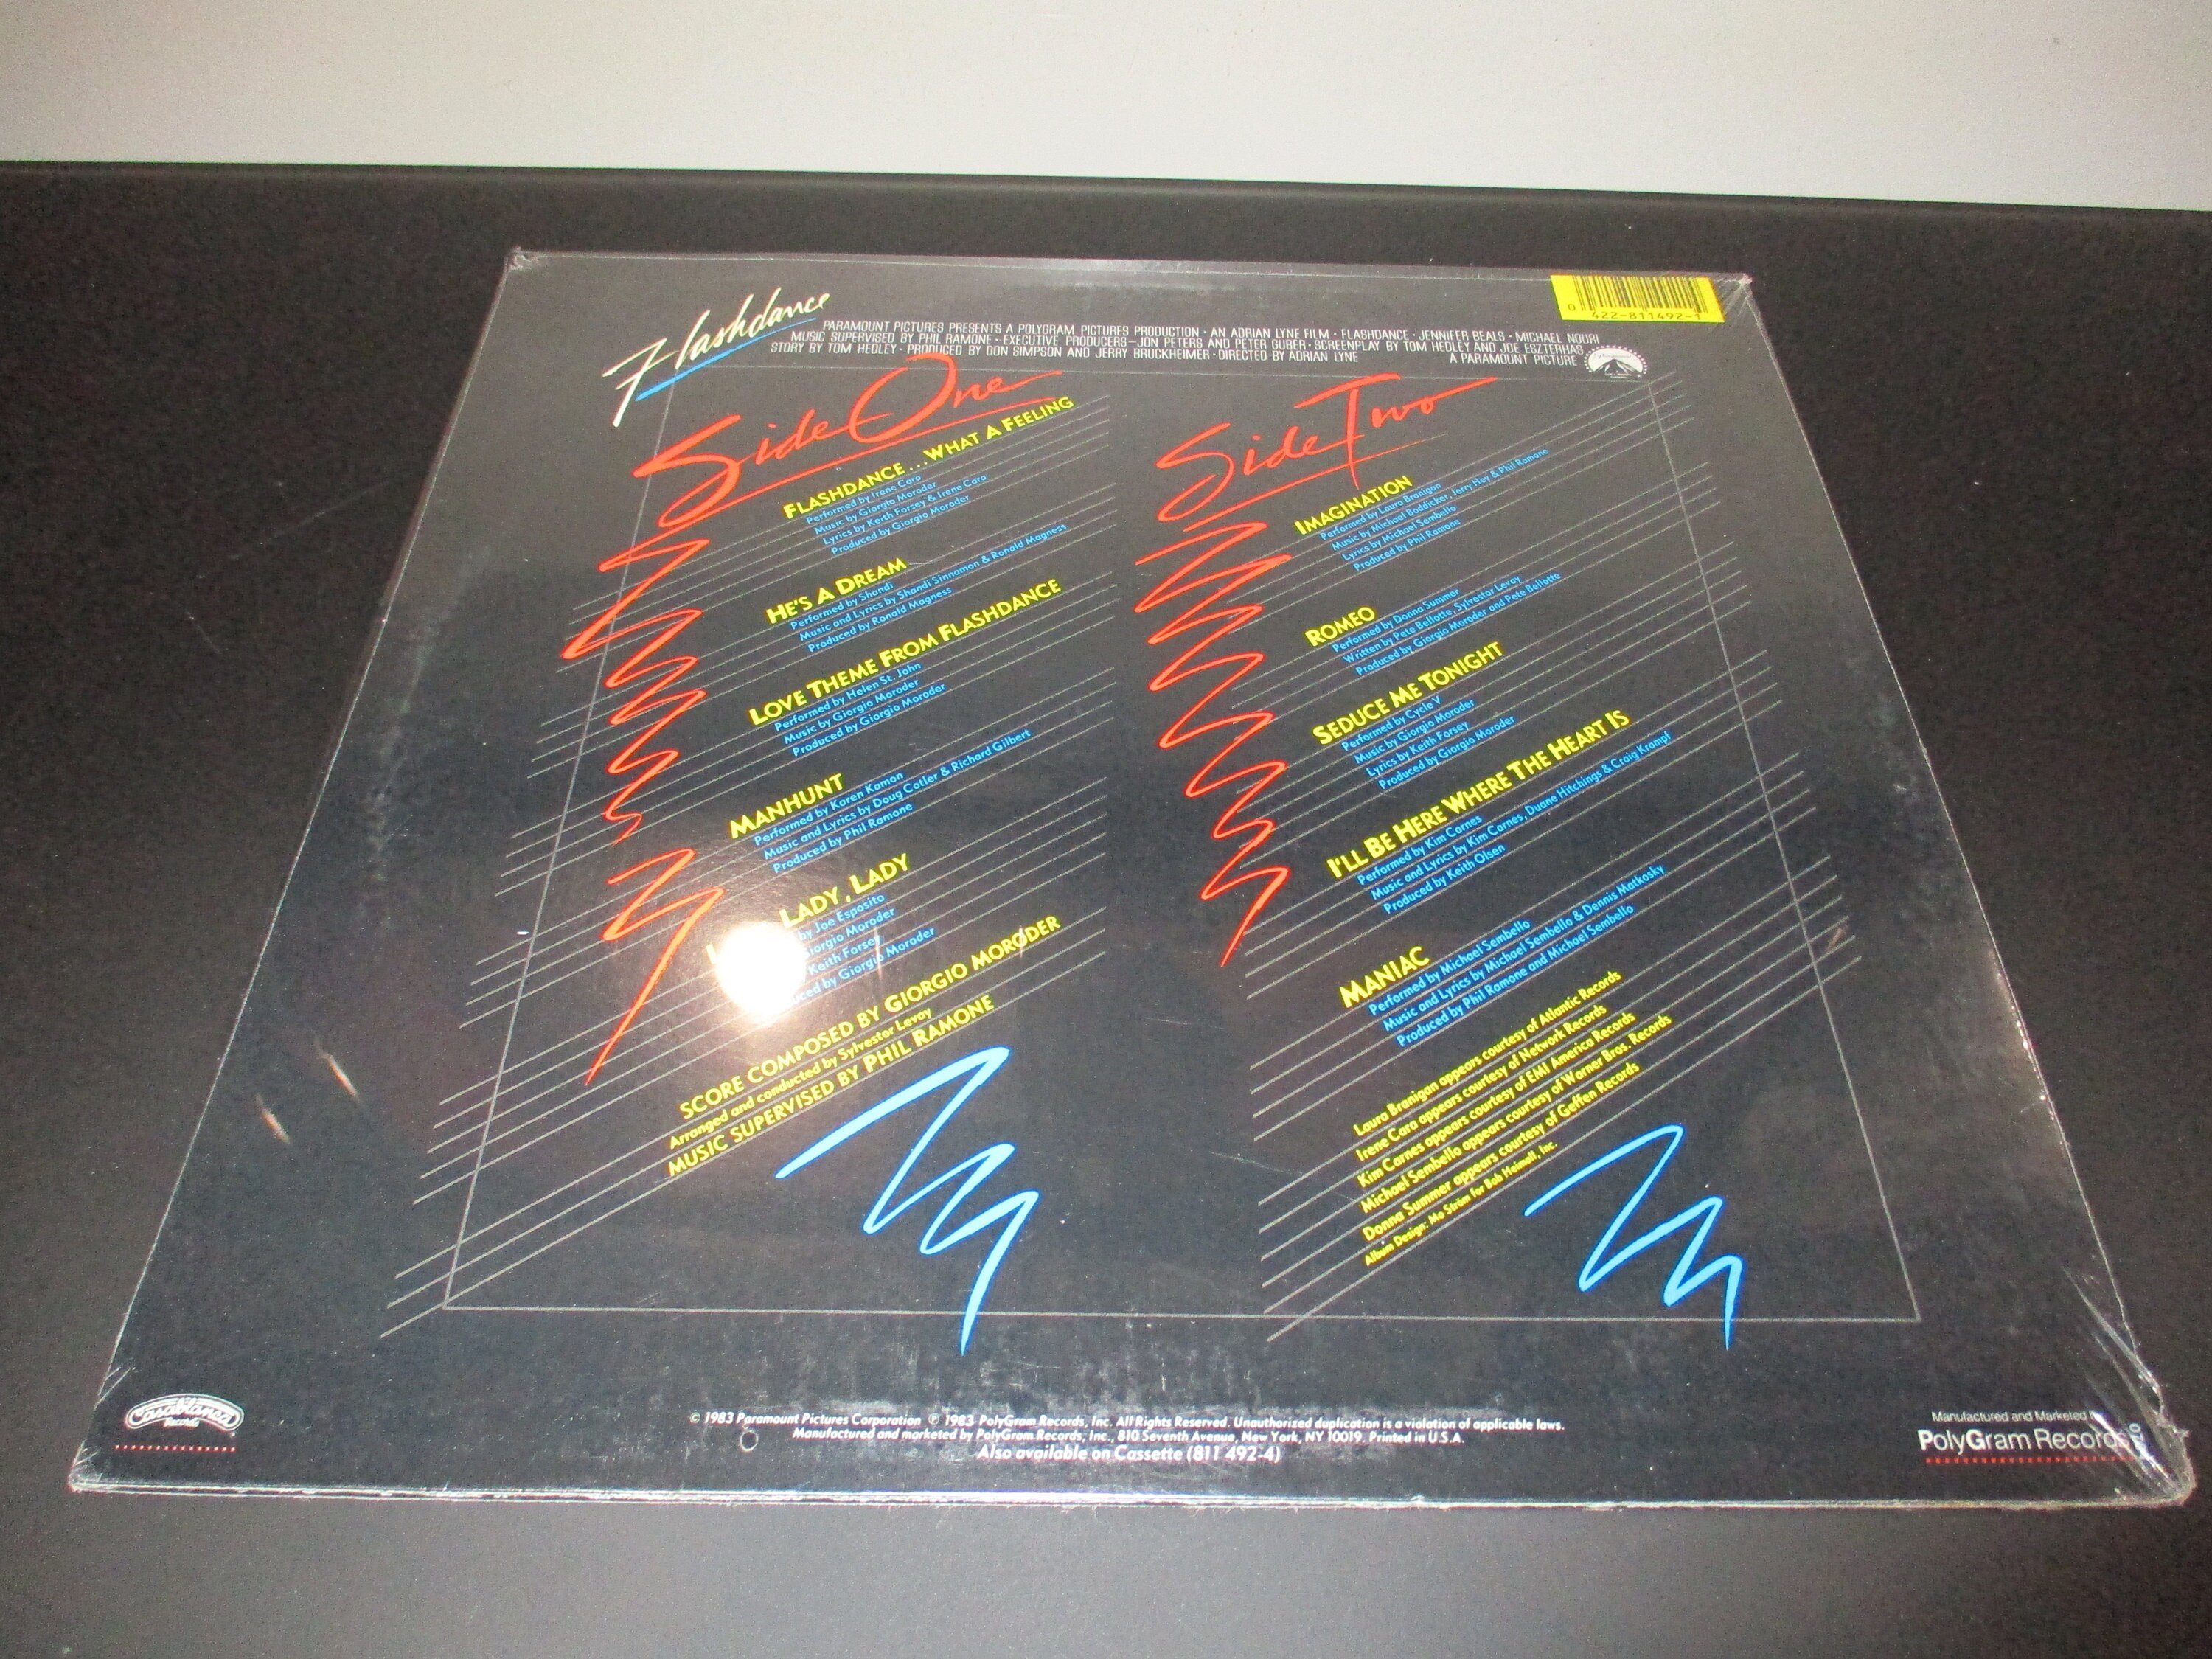 Flashdance
0 422-811492-1
PARAMOUNT PICTURES PRESENTS A POLYGRAM PICTURES PRODUCTION · AN ADRIAN LYNE FILM · FLASHDANCE · JENNIFER BEALS · MICHAEL NOURI
MUSIC SUPERVISED BY PHIL RAMONE · EXECUTIVE PRODUCERS—JON PETERS AND PETER GUBER · SCREENPLAY BY TOM HEDLEY AND JOE ESZTERHAS
STORY BY TOM HEDLEY · PRODUCED BY DON SIMPSON AND JERRY BRUCKHEIMER · DIRECTED BY ADRIAN LYNE
A PARAMOUNT PICTURE
Paramount
Side One
FLASHDANCE...WHAT A FEELING
Performed by Irene Cara
Music by Giorgio Moroder
Lyrics by Keith Forsey & Irene Cara
Produced by Giorgio Moroder
HE'S A DREAM
Performed by Shandi
Music and Lyrics by Shandi Sinnamon & Ronald Magness
Produced by Ronald Magness
LOVE THEME FROM FLASHDANCE
Performed by Helen St. John
Music by Giorgio Moroder
Produced by Giorgio Moroder
MANHUNT
Performed by Karen Kamon
Music and Lyrics by Doug Cotler & Richard Gilbert
Produced by Phil Ramone
LADY, LADY
by Joe Esposito
Giorgio Moroder
Keith Forsey
by Giorgio Moroder
SCORE COMPOSED BY GIORGIO MORODER
Arranged and conducted by Sylvestor Levay
MUSIC SUPERVISED BY PHIL RAMONE
Side Two
IMAGINATION
Performed by Laura Branigan
Music by Michael Boddicker, Jerry Hey & Phil Ramone
Lyrics by Michael Sembello
Produced by Phil Ramone
ROMEO
Performed by Donna Summer
Written by Pete Bellotte, Sylvester Levay
Produced by Giorgio Moroder and Pete Bellotte
SEDUCE ME TONIGHT
Performed by Cycle V
Music by Giorgio Moroder
Lyrics by Keith Forsey
Produced by Giorgio Moroder
I'LL BE HERE WHERE THE HEART IS
Performed by Kim Carnes
Music and Lyrics by Kim Carnes, Duane Hitchings & Craig Krampf
Produced by Keith Olsen
MANIAC
Performed by Michael Sembello
Music and Lyrics by Michael Sembello & Dennis Matkosky
Produced by Phil Ramone and Michael Sembello
Laura Branigan appears courtesy of Atlantic Records
Irene Cara appears courtesy of Network Records
Kim Carnes appears courtesy of EMI America Records
Michael Sembello appears courtesy of Warner Bros. Records
Donna Summer appears courtesy of Geffen Records
Album Design: Mo Ström for Bob Heimall, Inc.
Casablanca
Records
© 1983 Paramount Pictures Corporation ℗ 1983 PolyGram Records, Inc. All Rights Reserved. Unauthorized duplication is a violation of applicable laws.
Manufactured and marketed by PolyGram Records, Inc., 810 Seventh Avenue, New York, NY 10019. Printed in U.S.A.
Also available on Cassette (811 492-4)
Manufactured and Marketed
PolyGram Records